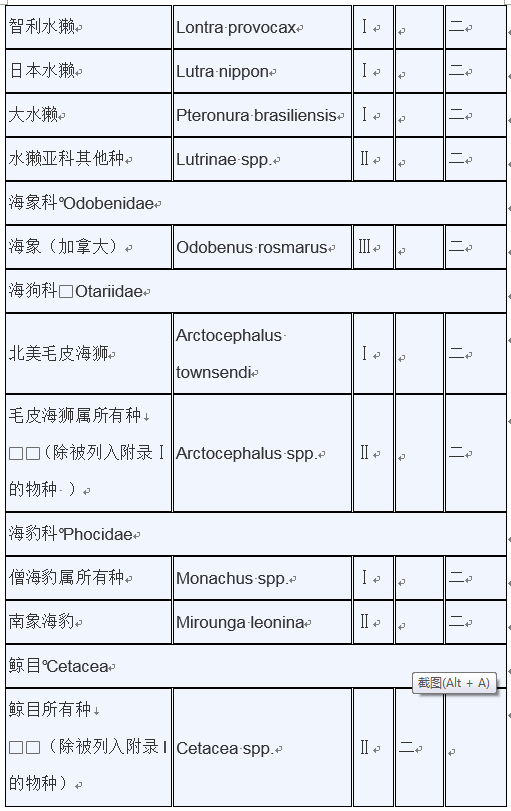 智利水獭 Lontra provocax Ⅰ 二
日本水獭 Lutra nippon Ⅰ 二
大水獭 Pteronura brasiliensis Ⅰ 二
水獭亚科其他种 Lutrinae spp. Ⅱ 二
海象科 Odobenidae
海象（加拿大） Odobenus rosmarus Ⅲ 二
海狗科□Otariidae
北美毛皮海狮 Arctocephalus
townsendi Ⅰ 二
毛皮海狮属所有种
□□（除被列入附录Ⅰ
的物种 ） Arctocephalus spp. Ⅱ 二
海豹科 Phocidae
僧海豹属所有种 Monachus spp. Ⅰ 二
南象海豹 Mirounga leonina Ⅱ 二
鲸目 Cetacea
截图(Alt + A)
鲸目所有种
□□（除被列入附录I
的物种） Cetacea spp. Ⅱ 二